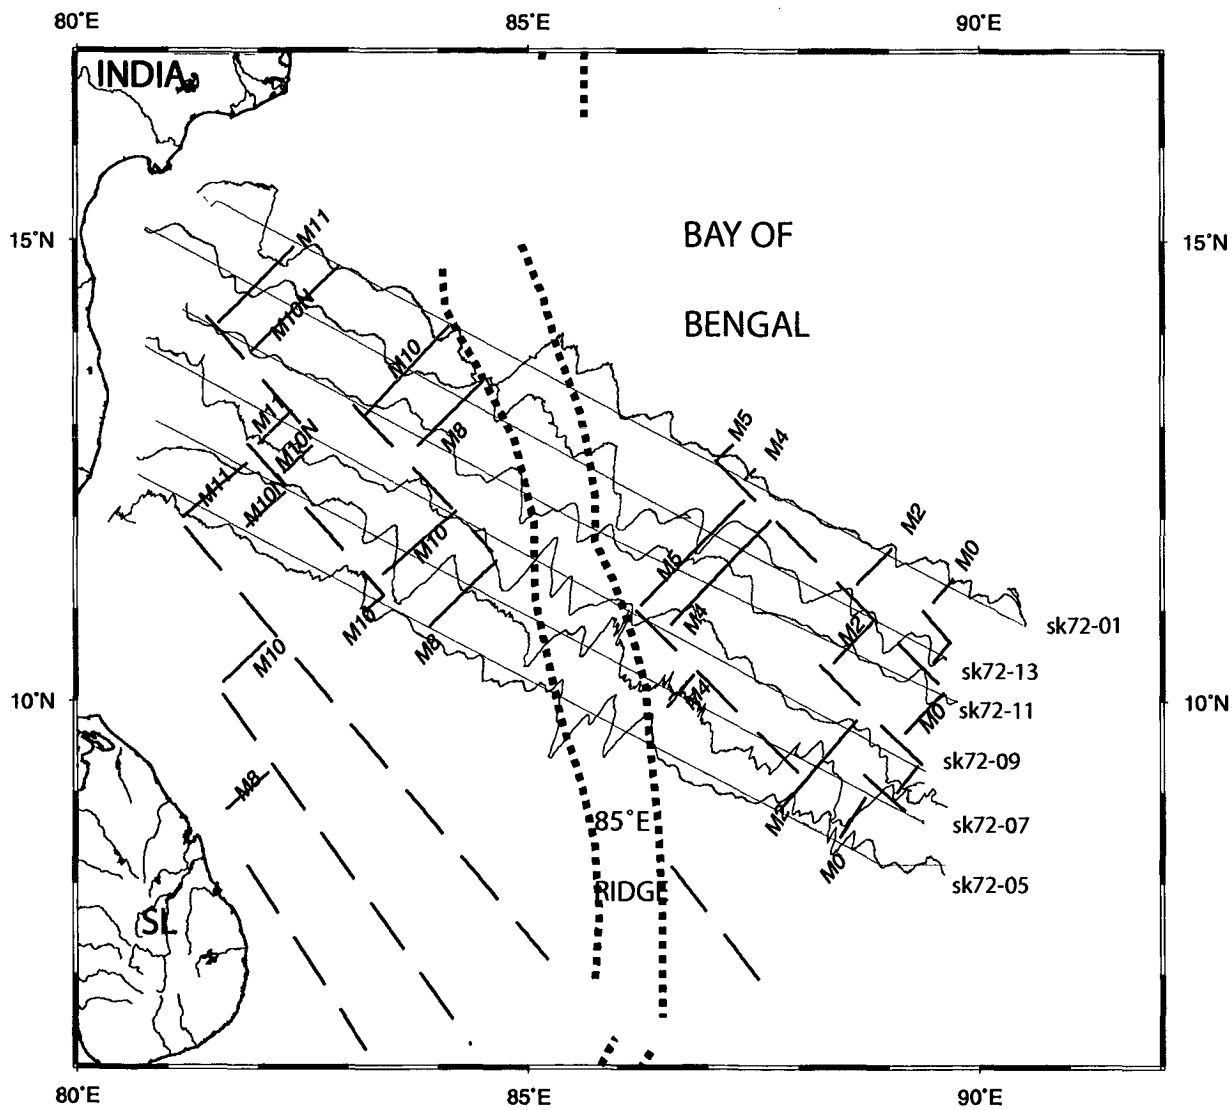 80°E
85°E
90°E
INDIA
M11
15°N
BAY OF
15°N
M10N
BENGAL
M10
M11
M8
M5
M4
M10N
M11
M10N
M2
M10
M5
M0
M10
M4
M2
sk72-01
M8
M10
sk72-13
10°N
M4
M0
sk72-11
10°N
sk72-09
M8
85°E
M2
sk72-07
M0
RIDGE
sk72-05
SL
80°E
85°E
90°E